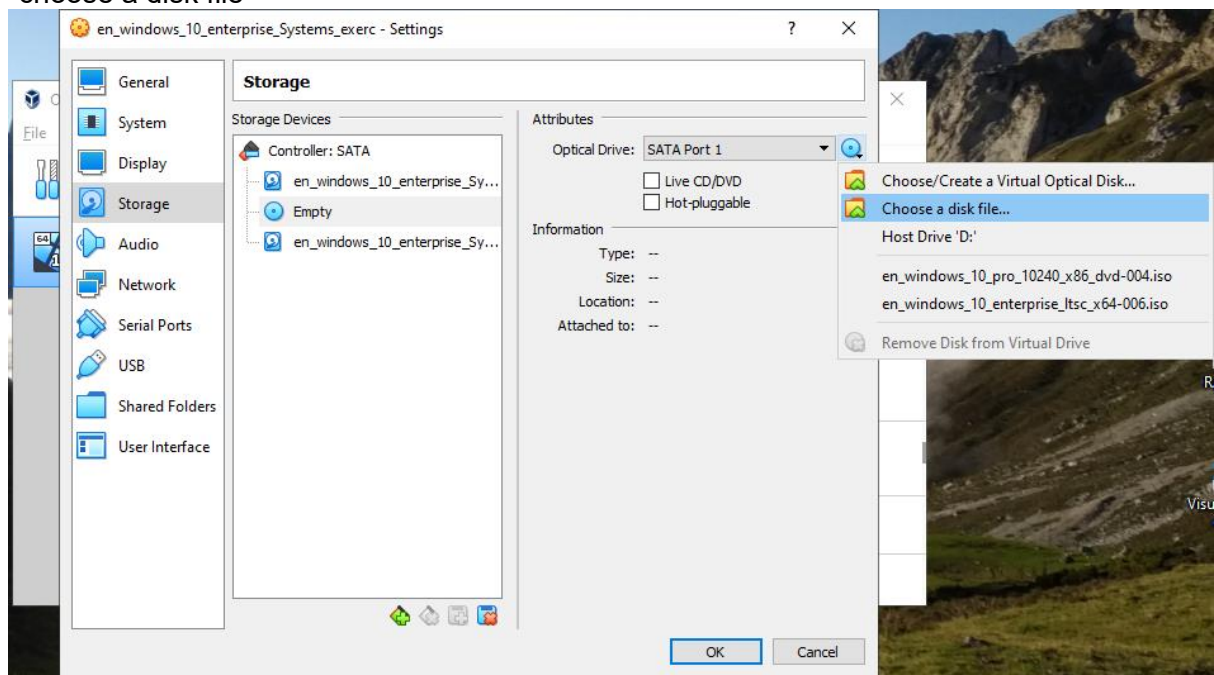 choose a disk file
en_windows_10_enterprise_Systems_exerc - Settings
?
File
General
System
Display
Storage
Audio
Network
Serial Ports
USB
Shared Folders
User Interface
Storage
Storage Devices
Controller: SATA
en_windows_10_enterprise_Sy...
Empty
en_windows_10_enterprise_Sy...
Attributes
Optical Drive: SATA Port 1
Live CD/DVD
Hot-pluggable
Information
Type: --
Size: --
Location: --
Attached to: --
Choose/Create a Virtual Optical Disk...
Choose a disk file...
Host Drive 'D:'
en_windows_10_pro_10240_x86_dvd-004.iso
en_windows_10_enterprise_ltsc_x64-006.iso
Remove Disk from Virtual Drive
OK
Cancel
64
R
Visu